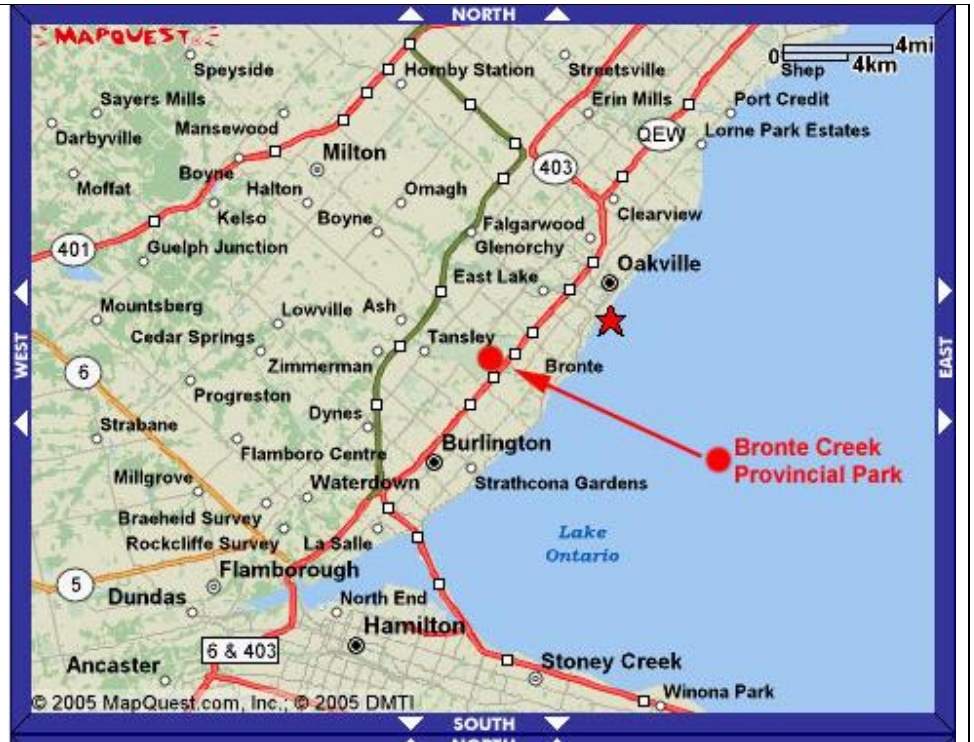 NORTH
MAPQUEST
0 4mi
4km
Speyside
Hornby Station
Streetsville
Shep
Sayers Mills
Erin Mills
Port Credit
Darbyville
Mansewood
QEW
Lorne Park Estates
Milton
Boyne
403
Moffat
Halton
Omagh
Kelso
Boyne
Falgarwood
Clearview
401
Guelph Junction
Glenorchy
East Lake
Oakville
Mountsberg
Lowville
Ash
Cedar Springs
Tansley
WEST
EAST
6
Zimmerman
Bronte
Progreston
Dynes
Strabane
Burlington
Bronte Creek
Provincial Park
Flamboro Centre
Millgrove
Waterdown
Strathcona Gardens
Braeheid Survey
Rockcliffe Survey
La Salle
Lake
Ontario
5
Flamborough
Dundas
North End
Hamilton
6 & 403
Ancaster
Stoney Creek
Winona Park
© 2005 MapQuest.com, Inc.; © 2005 DMTI
SOUTH
NORTH